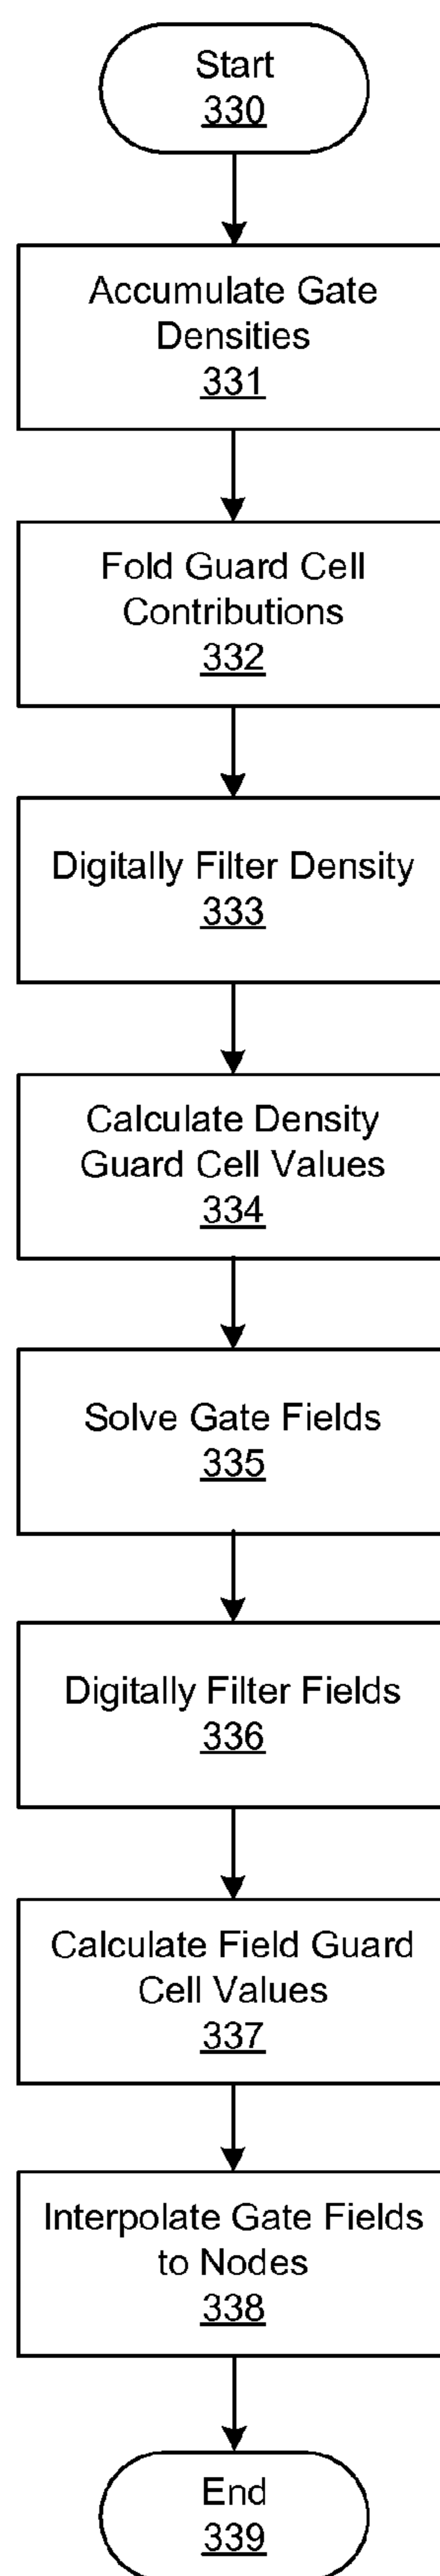 Start
330
Accumulate Gate
Densities
331
Fold Guard Cell
Contributions
332
Digitally Filter Density
333
Calculate Density
Guard Cell Values
334
Solve Gate Fields
335
Digitally Filter Fields
336
Calculate Field Guard
Cell Values
337
Interpolate Gate Fields
to Nodes
338
End
339